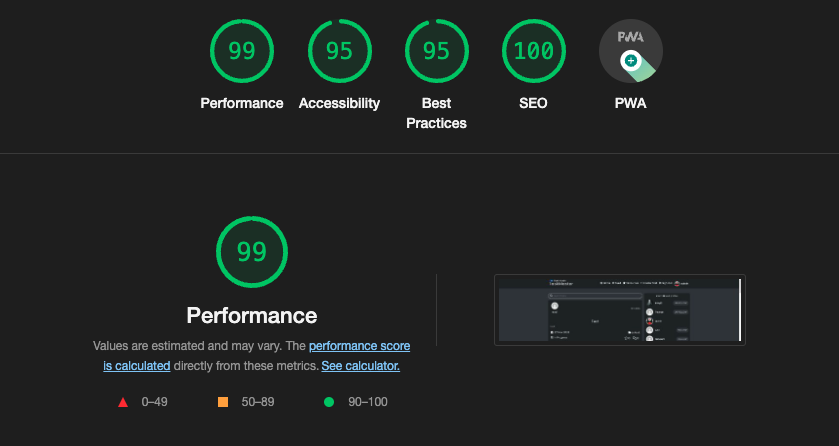 99
95
95
100
PWA
Performance
Accessibility
Best
Practices
SEO
PWA
99
Performance
Values are estimated and may vary. The performance score
is calculated directly from these metrics. See calculator.
0–49
50–89
90–100